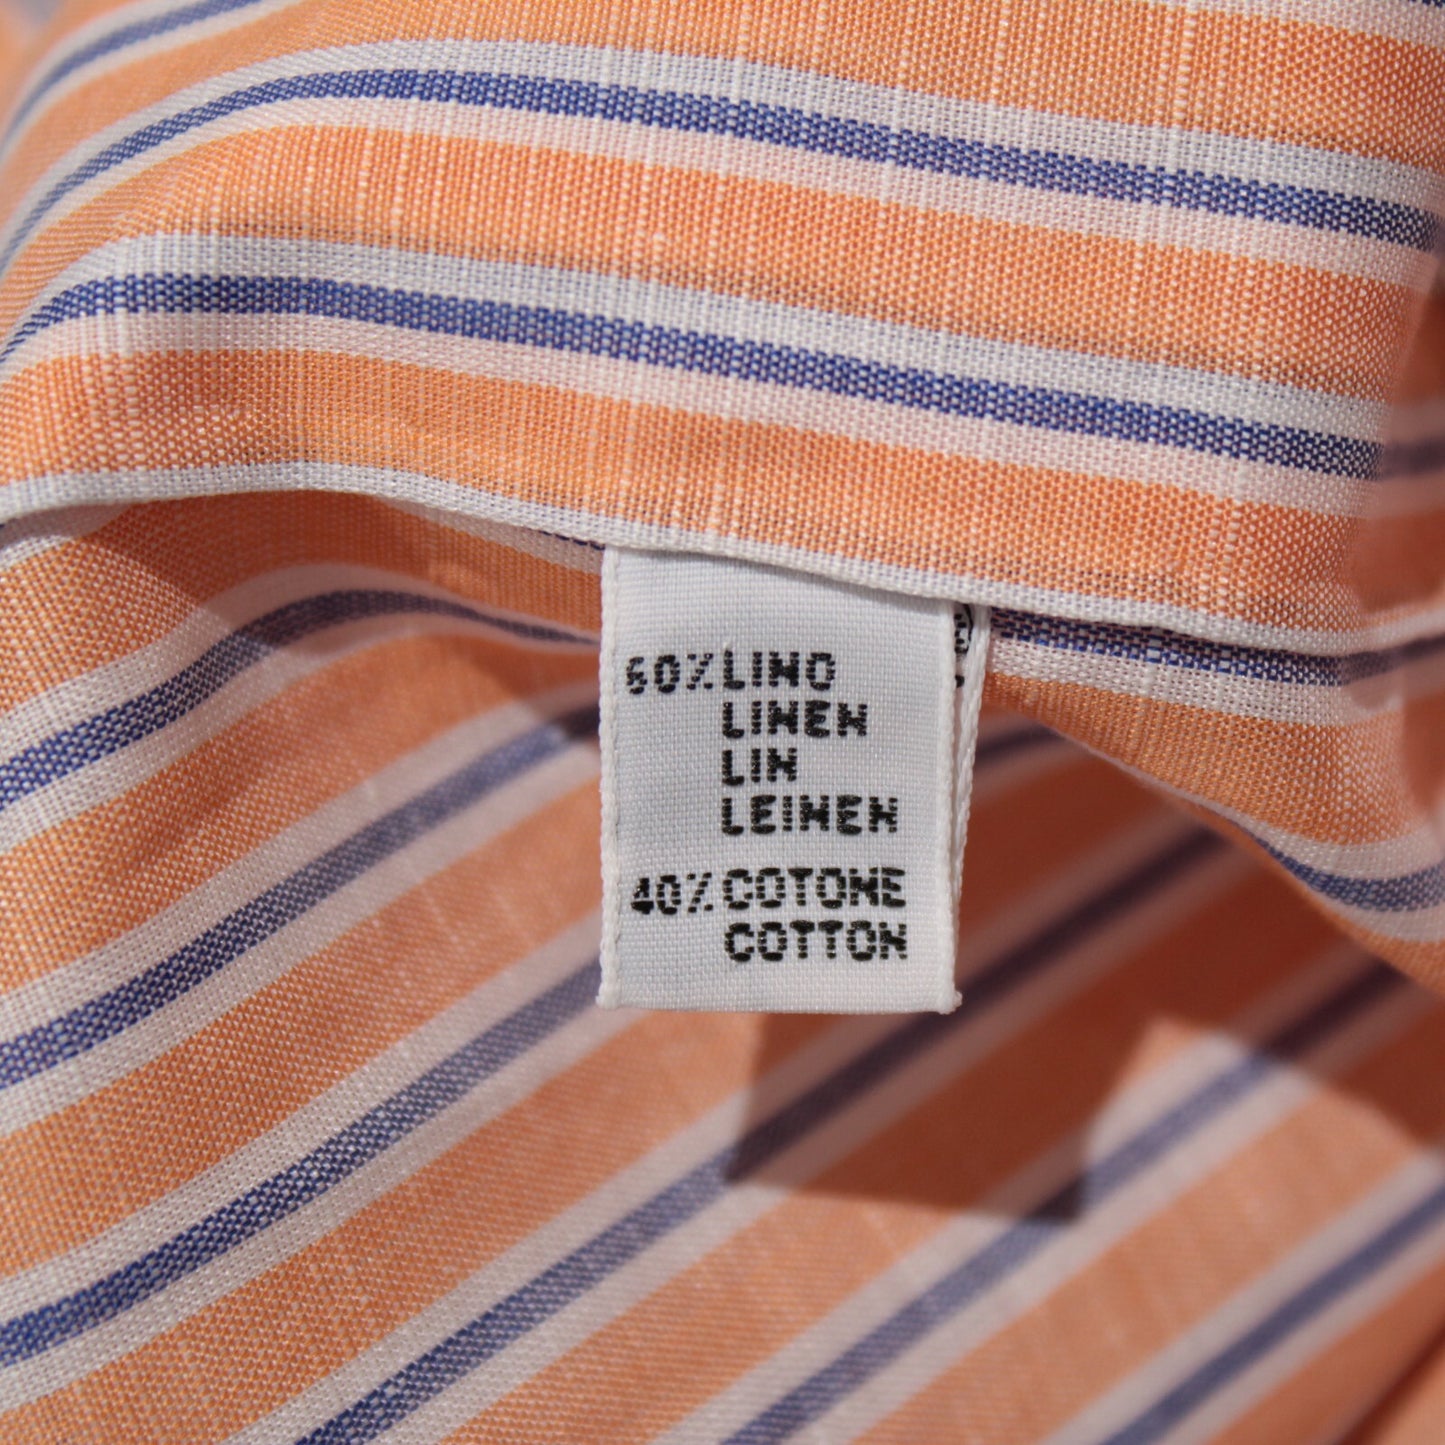 60% LINO
LINEN
LIN
LEINEN
40% COTONE
COTTON